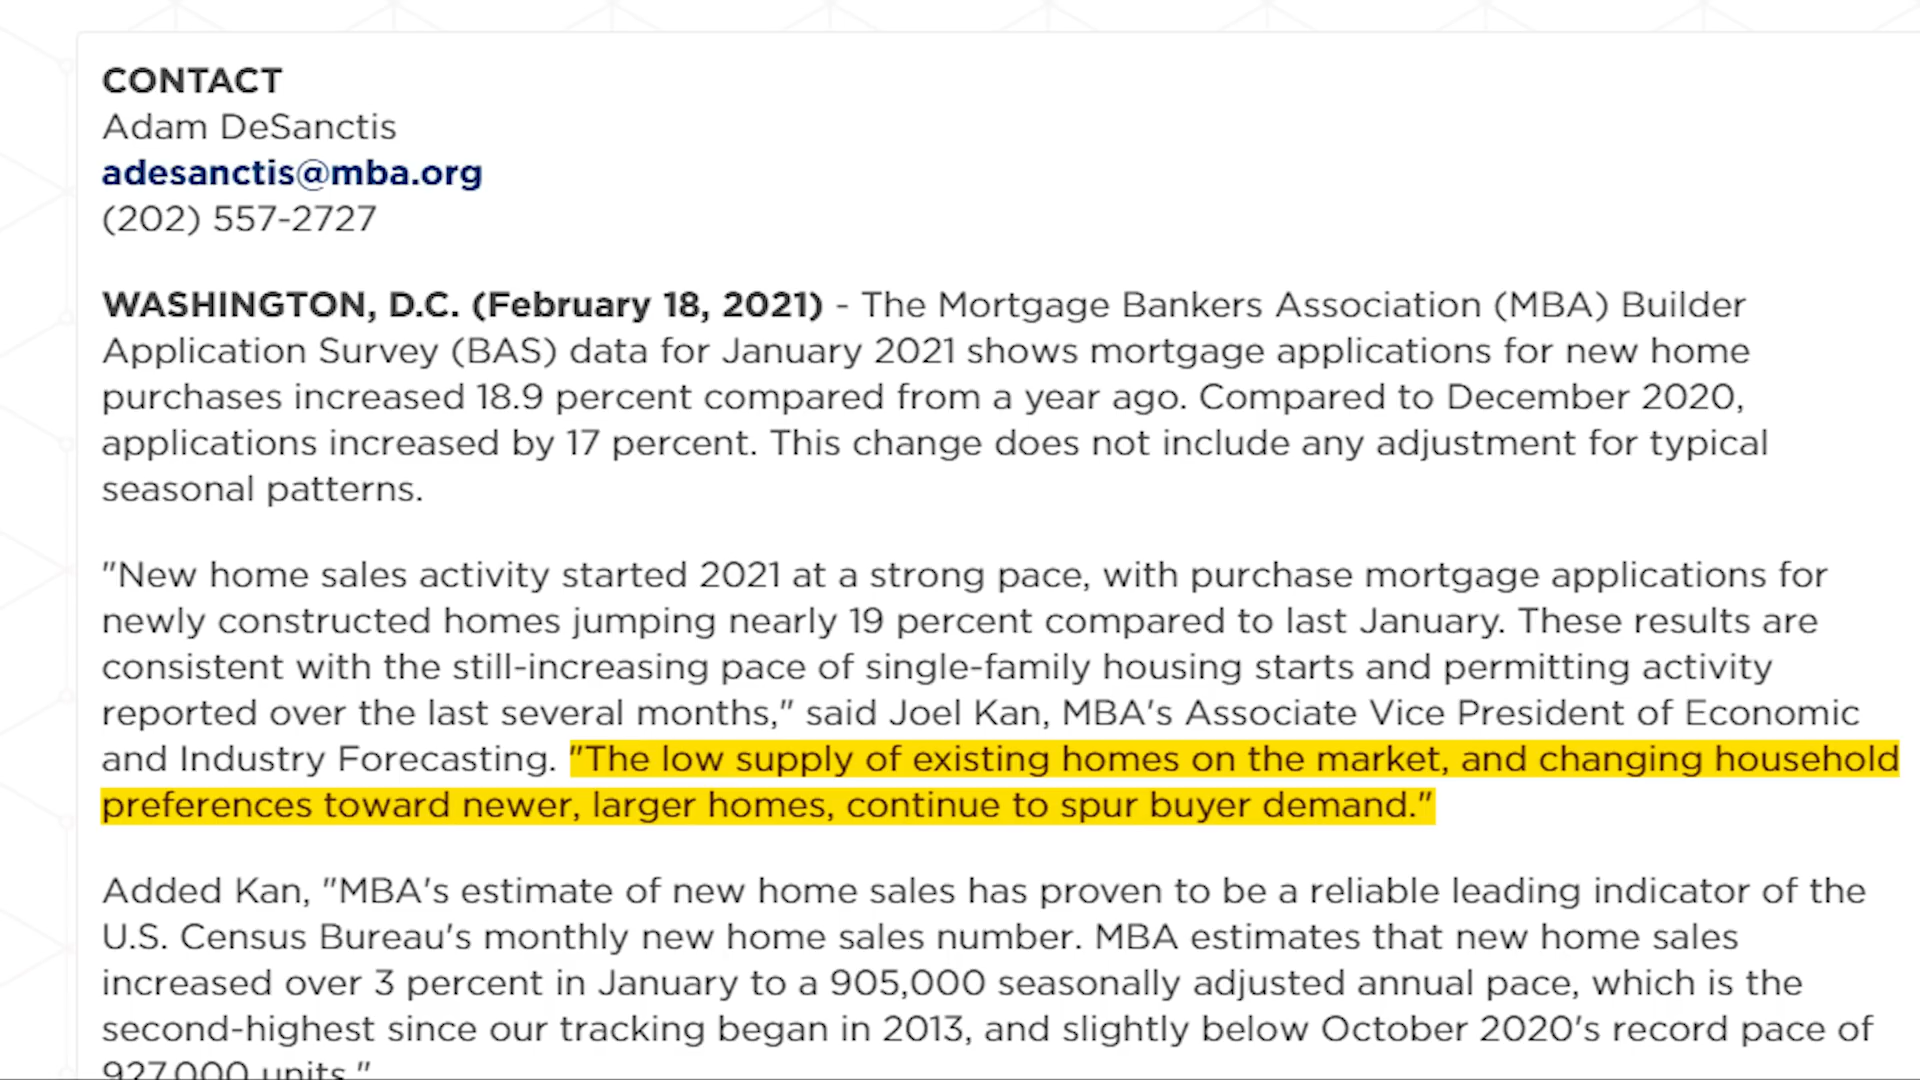 CONTACT
Adam DeSanctis
adesanctis@mba.org
(202) 557-2727
WASHINGTON, D.C. (February 18, 2021) - The Mortgage Bankers Association (MBA) Builder
Application Survey (BAS) data for January 2021 shows mortgage applications for new home
purchases increased 18.9 percent compared from a year ago. Compared to December 2020,
applications increased by 17 percent. This change does not include any adjustment for typical
seasonal patterns.
"New home sales activity started 2021 at a strong pace, with purchase mortgage applications for
newly constructed homes jumping nearly 19 percent compared to last January. These results are
consistent with the still-increasing pace of single-family housing starts and permitting activity
reported over the last several months," said Joel Kan, MBA's Associate Vice President of Economic
and Industry Forecasting. "The low supply of existing homes on the market, and changing household
preferences toward newer, larger homes, continue to spur buyer demand."
Added Kan, "MBA's estimate of new home sales has proven to be a reliable leading indicator of the
U.S. Census Bureau's monthly new home sales number. MBA estimates that new home sales
increased over 3 percent in January to a 905,000 seasonally adjusted annual pace, which is the
second-highest since our tracking began in 2013, and slightly below October 2020's record pace of
927,000 units."